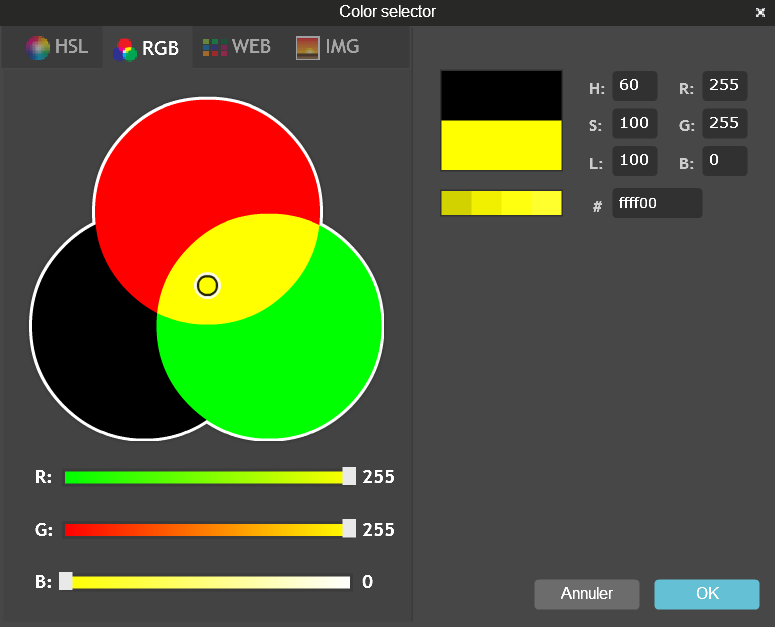 Color selector
HSL RGB WEB IMG
H: 60 R: 255
S: 100 G: 255
L: 100 B: 0
# ffff00
R: 255
G: 255
B: 0
Annuler OK